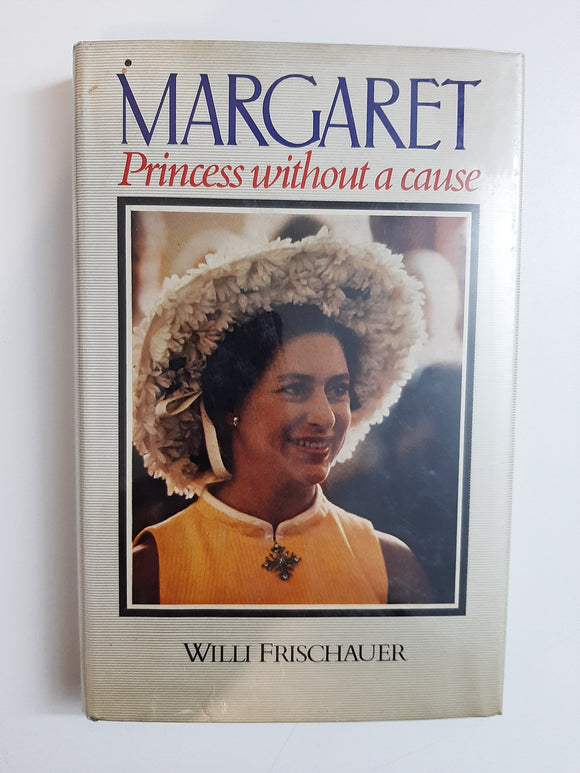 MARGARET
Princess without a cause
WILLI FRISCHAUER